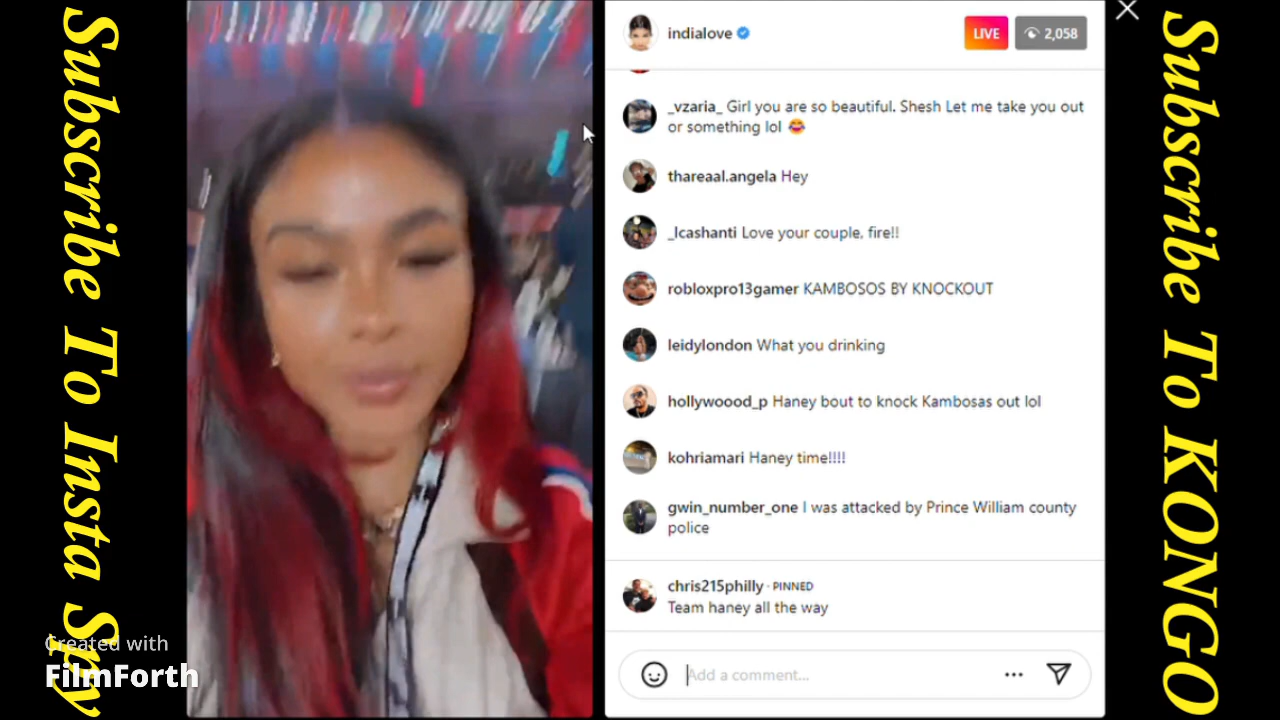 Subscribe To Insta Spy
indialove
LIVE
2,058
_vzaria_ Girl you are so beautiful. Shesh Let me take you out
or something lol 😂
thareaal.angela Hey
_lcashanti Love your couple, fire!!
robloxpro13gamer KAMBOSOS BY KNOCKOUT
leidylondon What you drinking
hollywoood_p Haney bout to knock Kambosas out lol
kohriamari Haney time!!!!
gwin_number_one I was attacked by Prince William county
police
chris215philly · PINNED
Team haney all the way
Add a comment...
Subscribe To KONGO
Created with
FilmForth